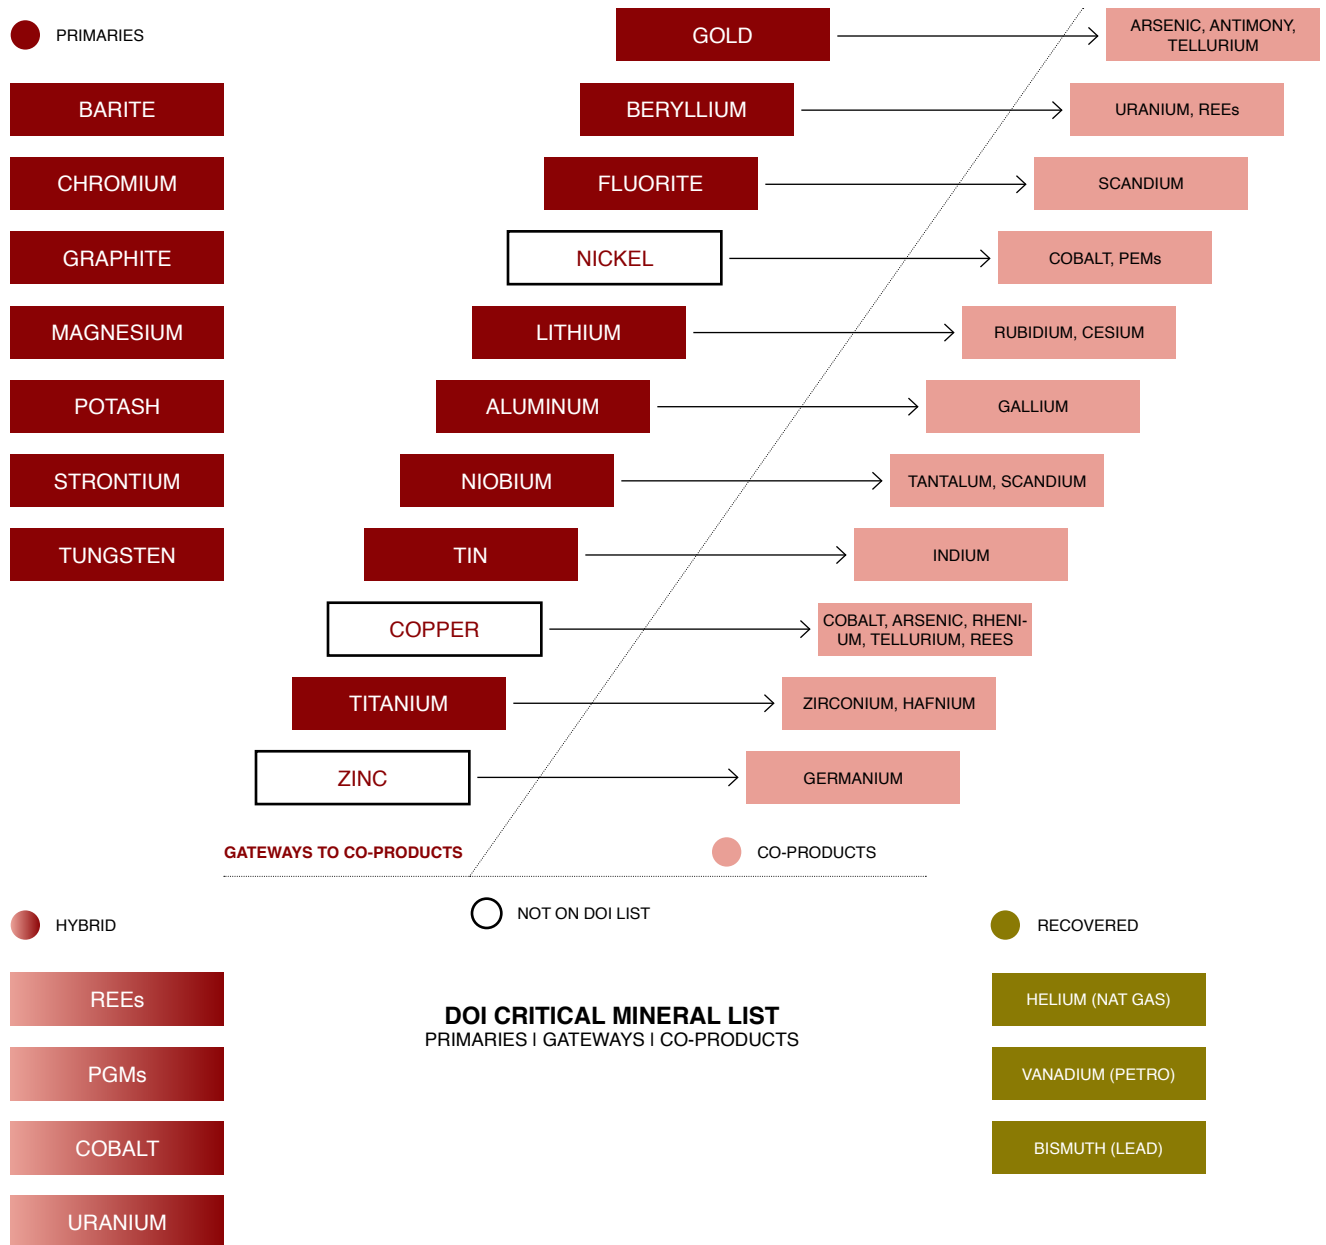 PRIMARIES
BARITE
CHROMIUM
GRAPHITE
MAGNESIUM
POTASH
STRONTIUM
TUNGSTEN
GOLD
ARSENIC, ANTIMONY,
TELLURIUM
BERYLLIUM
URANIUM, REEs
FLUORITE
SCANDIUM
NICKEL
COBALT, PEMs
LITHIUM
RUBIDIUM, CESIUM
ALUMINUM
GALLIUM
NIOBIUM
TANTALUM, SCANDIUM
TIN
INDIUM
COPPER
COBALT, ARSENIC, RHENI-
UM, TELLURIUM, REES
TITANIUM
ZIRCONIUM, HAFNIUM
ZINC
GERMANIUM
GATEWAYS TO CO-PRODUCTS
CO-PRODUCTS
NOT ON DOI LIST
HYBRID
REEs
PGMs
COBALT
URANIUM
DOI CRITICAL MINERAL LIST
PRIMARIES | GATEWAYS | CO-PRODUCTS
RECOVERED
HELIUM (NAT GAS)
VANADIUM (PETRO)
BISMUTH (LEAD)